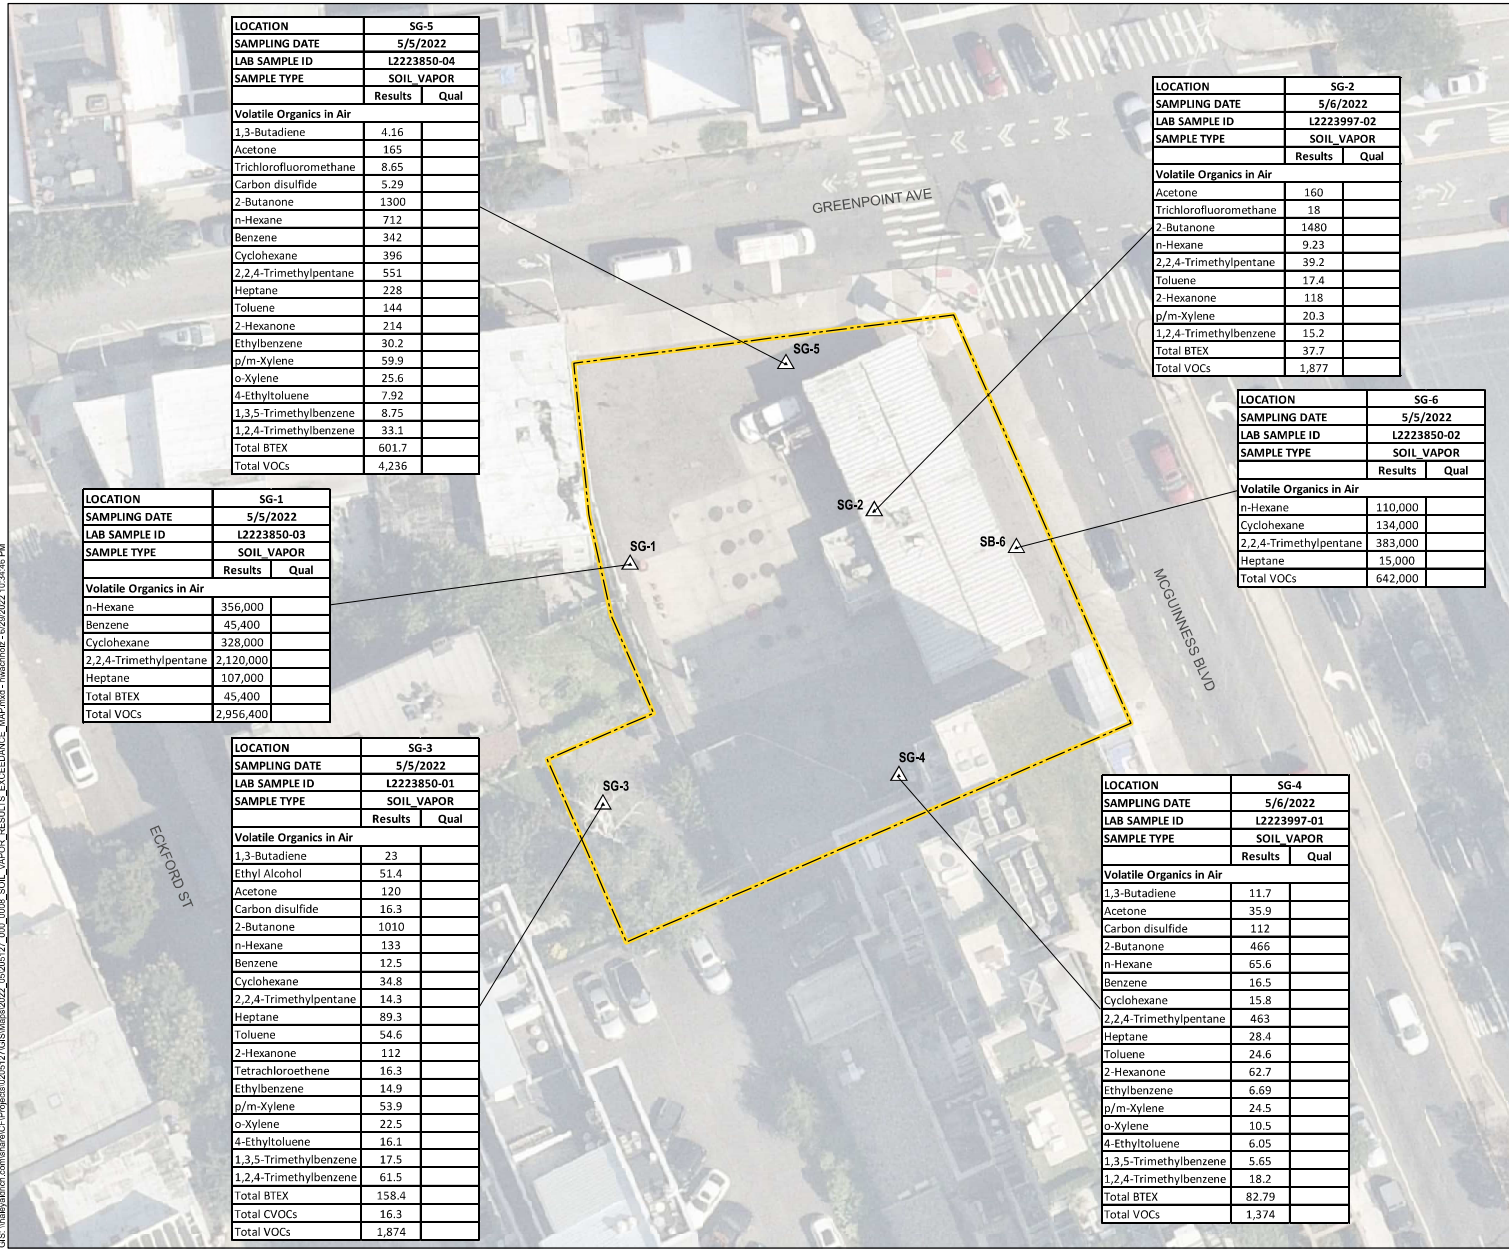 LOCATION SG-5
SAMPLING DATE 5/5/2022
LAB SAMPLE ID L2223850-04
SAMPLE TYPE SOIL_VAPOR
Results Qual
Volatile Organics in Air
1,3-Butadiene 4.16
Acetone 165
Trichlorofluoromethane 8.65
Carbon disulfide 5.29
2-Butanone 1300
n-Hexane 712
Benzene 342
Cyclohexane 396
2,2,4-Trimethylpentane 551
Heptane 228
Toluene 144
2-Hexanone 214
Ethylbenzene 30.2
p/m-Xylene 59.9
o-Xylene 25.6
4-Ethyltoluene 7.92
1,3,5-Trimethylbenzene 8.75
1,2,4-Trimethylbenzene 33.1
Total BTEX 601.7
Total VOCs 4,236
LOCATION SG-2
SAMPLING DATE 5/6/2022
LAB SAMPLE ID L2223997-02
SAMPLE TYPE SOIL_VAPOR
Results Qual
Volatile Organics in Air
Acetone 160
Trichlorofluoromethane 18
2-Butanone 1480
n-Hexane 9.23
2,2,4-Trimethylpentane 39.2
Toluene 17.4
2-Hexanone 118
p/m-Xylene 20.3
1,2,4-Trimethylbenzene 15.2
Total BTEX 37.7
Total VOCs 1,877
GREENPOINT AVE
SG-5
SG-2
SG-1
SB-6
LOCATION SG-6
SAMPLING DATE 5/5/2022
LAB SAMPLE ID L2223850-02
SAMPLE TYPE SOIL_VAPOR
Results Qual
Volatile Organics in Air
n-Hexane 110,000
Cyclohexane 134,000
2,2,4-Trimethylpentane 383,000
Heptane 15,000
Total VOCs 642,000
LOCATION SG-1
SAMPLING DATE 5/5/2022
LAB SAMPLE ID L2223850-03
SAMPLE TYPE SOIL_VAPOR
Results Qual
Volatile Organics in Air
n-Hexane 356,000
Benzene 45,400
Cyclohexane 328,000
2,2,4-Trimethylpentane 2,120,000
Heptane 107,000
Total BTEX 45,400
Total VOCs 2,956,400
MCGUINNESS BLVD
ECKFORD ST
SG-3
SG-4
LOCATION SG-3
SAMPLING DATE 5/5/2022
LAB SAMPLE ID L2223850-01
SAMPLE TYPE SOIL_VAPOR
Results Qual
Volatile Organics in Air
1,3-Butadiene 23
Ethyl Alcohol 51.4
Acetone 120
Carbon disulfide 16.3
2-Butanone 1010
n-Hexane 133
Benzene 12.5
Cyclohexane 34.8
2,2,4-Trimethylpentane 14.3
Heptane 89.3
Toluene 54.6
2-Hexanone 112
Tetrachloroethene 16.3
Ethylbenzene 14.9
p/m-Xylene 53.9
o-Xylene 22.5
4-Ethyltoluene 16.1
1,3,5-Trimethylbenzene 17.5
1,2,4-Trimethylbenzene 61.5
Total BTEX 158.4
Total CVOCs 16.3
Total VOCs 1,874
LOCATION SG-4
SAMPLING DATE 5/6/2022
LAB SAMPLE ID L2223997-01
SAMPLE TYPE SOIL_VAPOR
Results Qual
Volatile Organics in Air
1,3-Butadiene 11.7
Acetone 35.9
Carbon disulfide 112
2-Butanone 466
n-Hexane 65.6
Benzene 16.5
Cyclohexane 15.8
2,2,4-Trimethylpentane 463
Heptane 28.4
Toluene 24.6
2-Hexanone 62.7
Ethylbenzene 6.69
p/m-Xylene 24.5
o-Xylene 10.5
4-Ethyltoluene 6.05
1,3,5-Trimethylbenzene 5.65
1,2,4-Trimethylbenzene 18.2
Total BTEX 82.79
Total VOCs 1,374